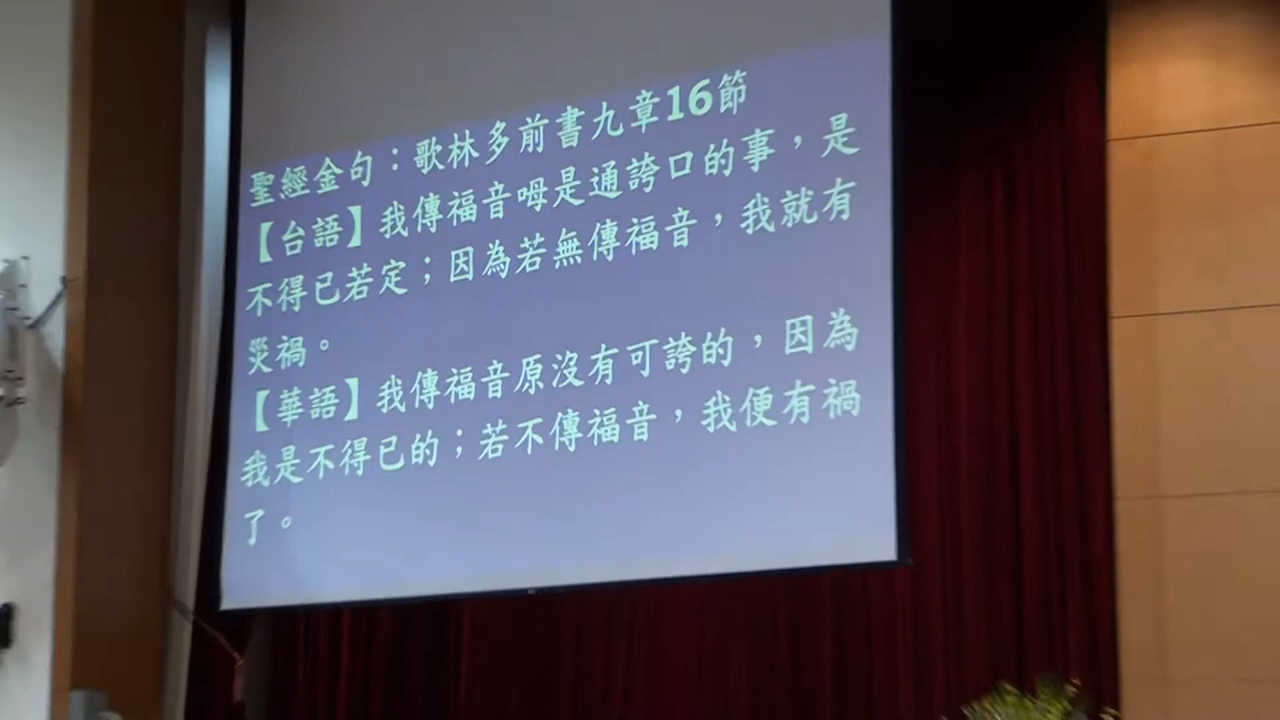 聖經金句：歌林多前書九章16節
【台語】我傳福音呣是通誇口的事，是
不得已若定；因為若無傳福音，我就有
災禍。
【華語】我傳福音原沒有可誇的，因為
我是不得已的；若不傳福音，我便有禍
了。